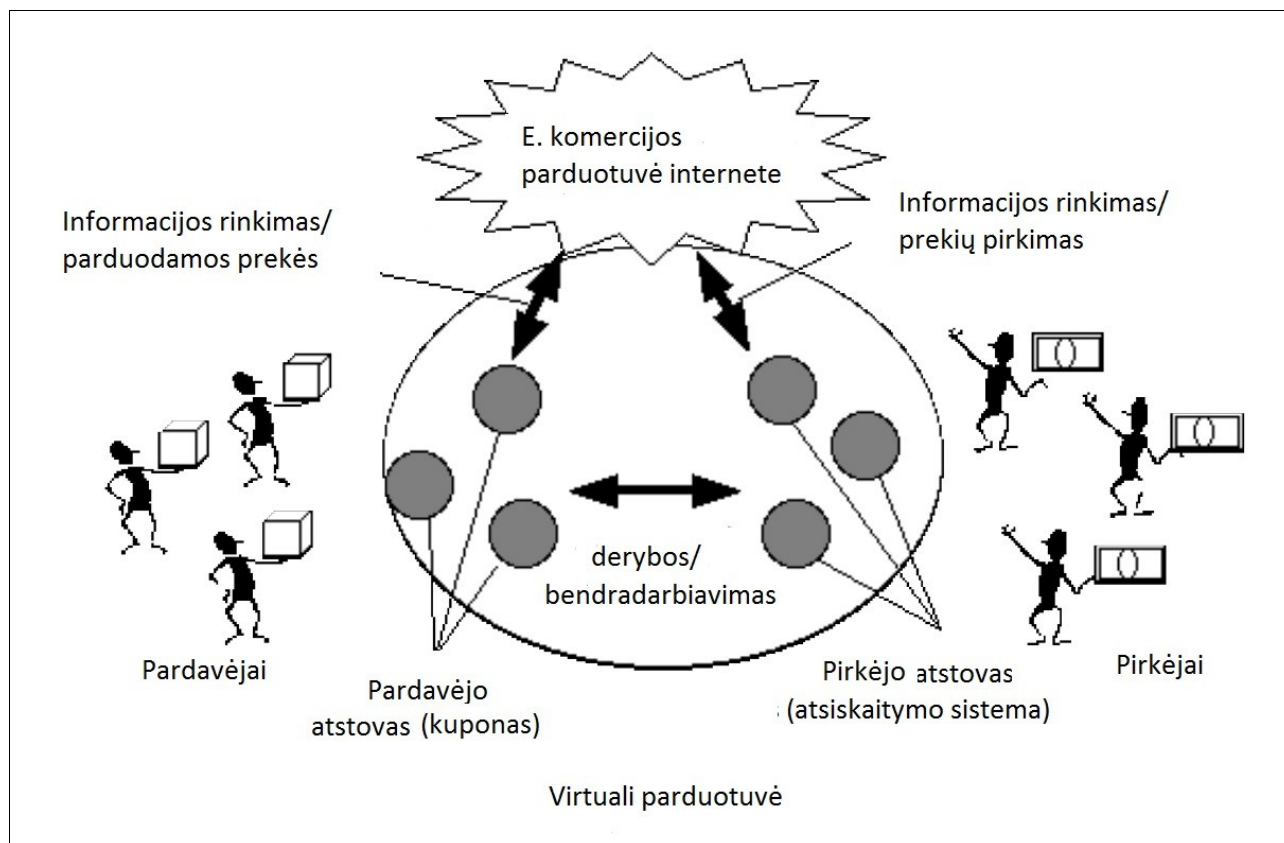 E. komercijos
parduotuvė internete
Informacijos rinkimas/
parduodamos prekės
Informacijos rinkimas/
prekių pirkimas
derybos/
bendradarbiavimas
Pardavėjai
Pardavėjo
atstovas (kuponas)
Pirkėjo atstovas
(atsiskaitymo sistema)
Pirkėjai
Virtuali parduotuvė